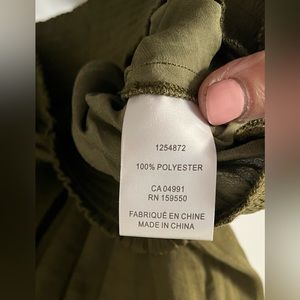 1254872
100% POLYESTER
CA 04991
RN 159550
FABRIQUÉ EN CHINE
MADE IN CHINA